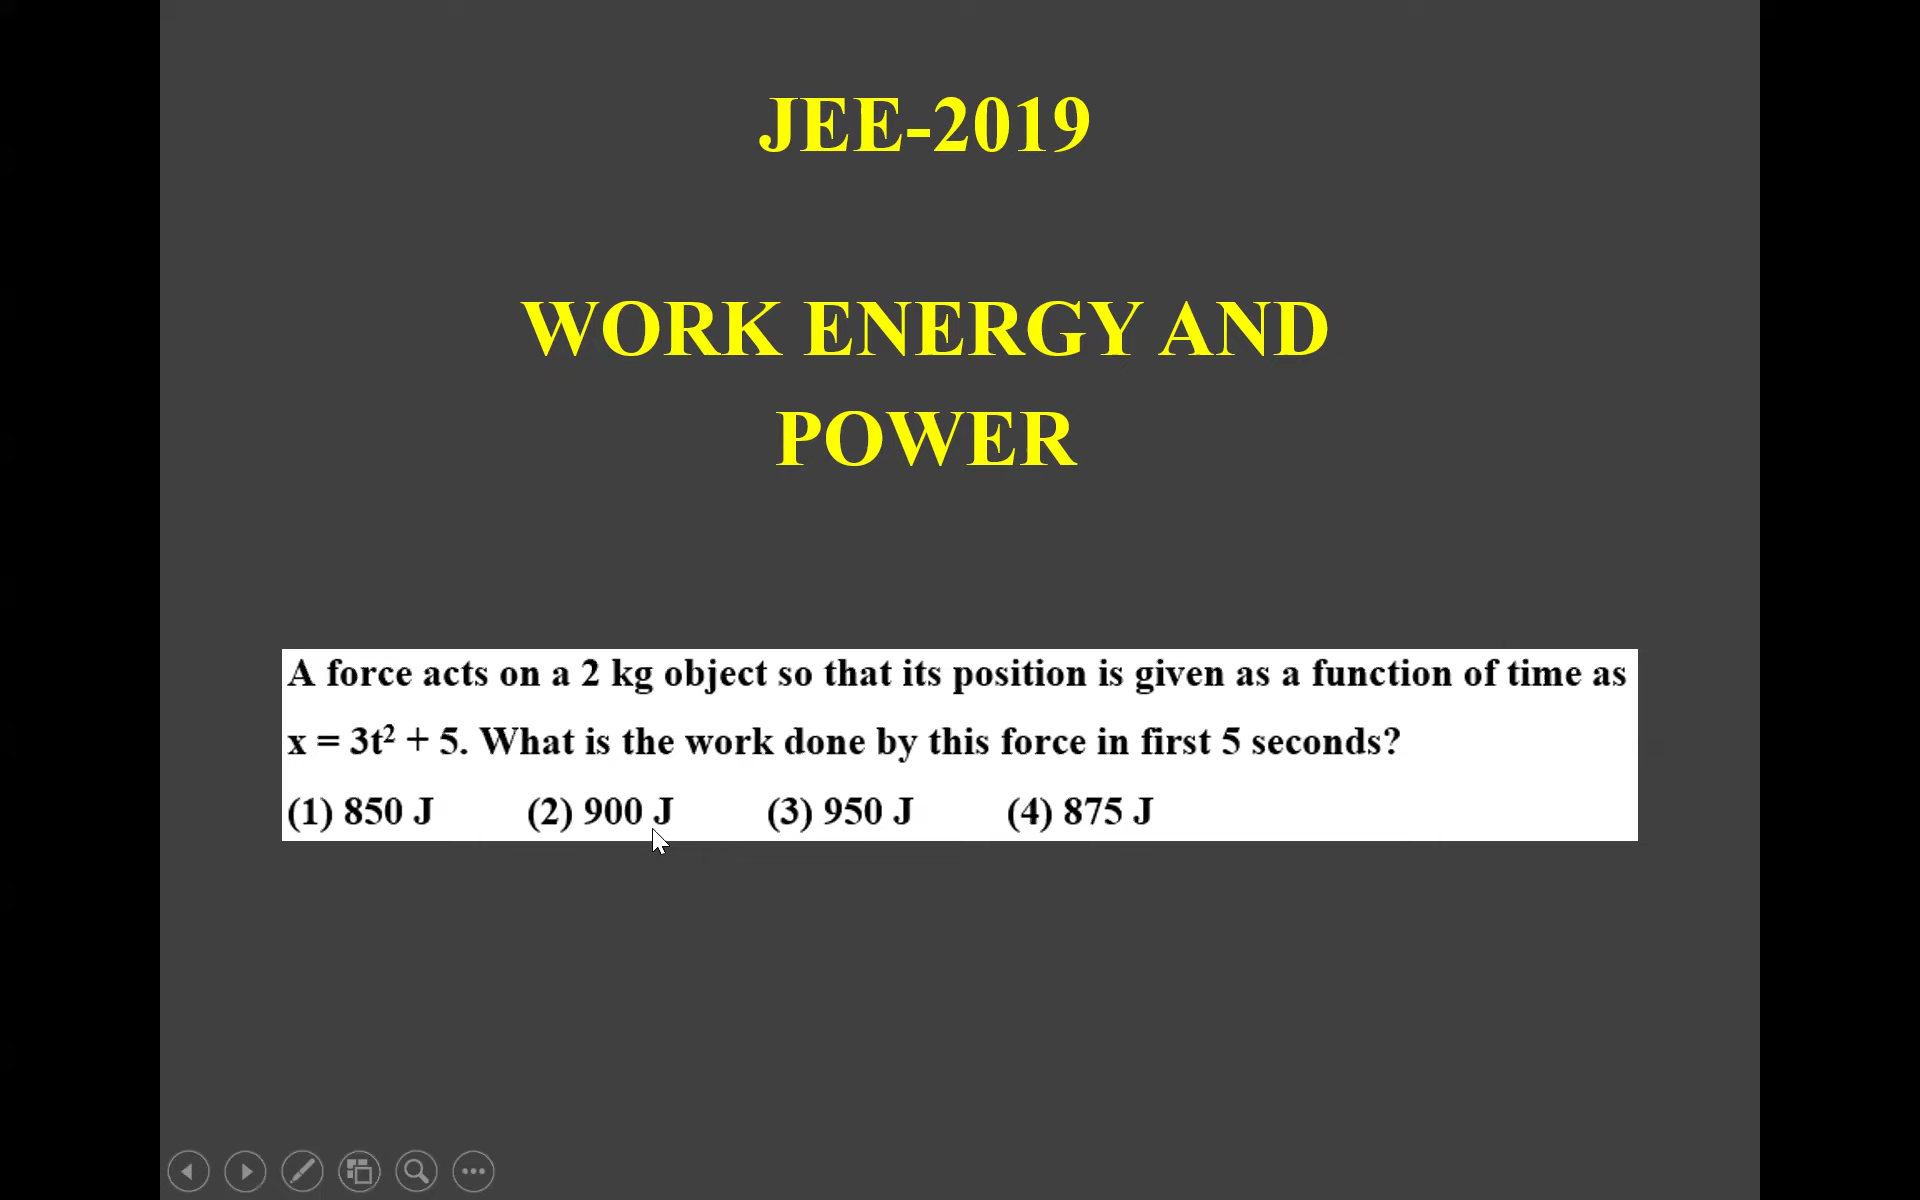 JEE-2019
WORK ENERGY AND
POWER
A force acts on a 2 kg object so that its position is given as a function of time as
x = 3t² + 5. What is the work done by this force in first 5 seconds?
(1) 850 J (2) 900 J (3) 950 J (4) 875 J